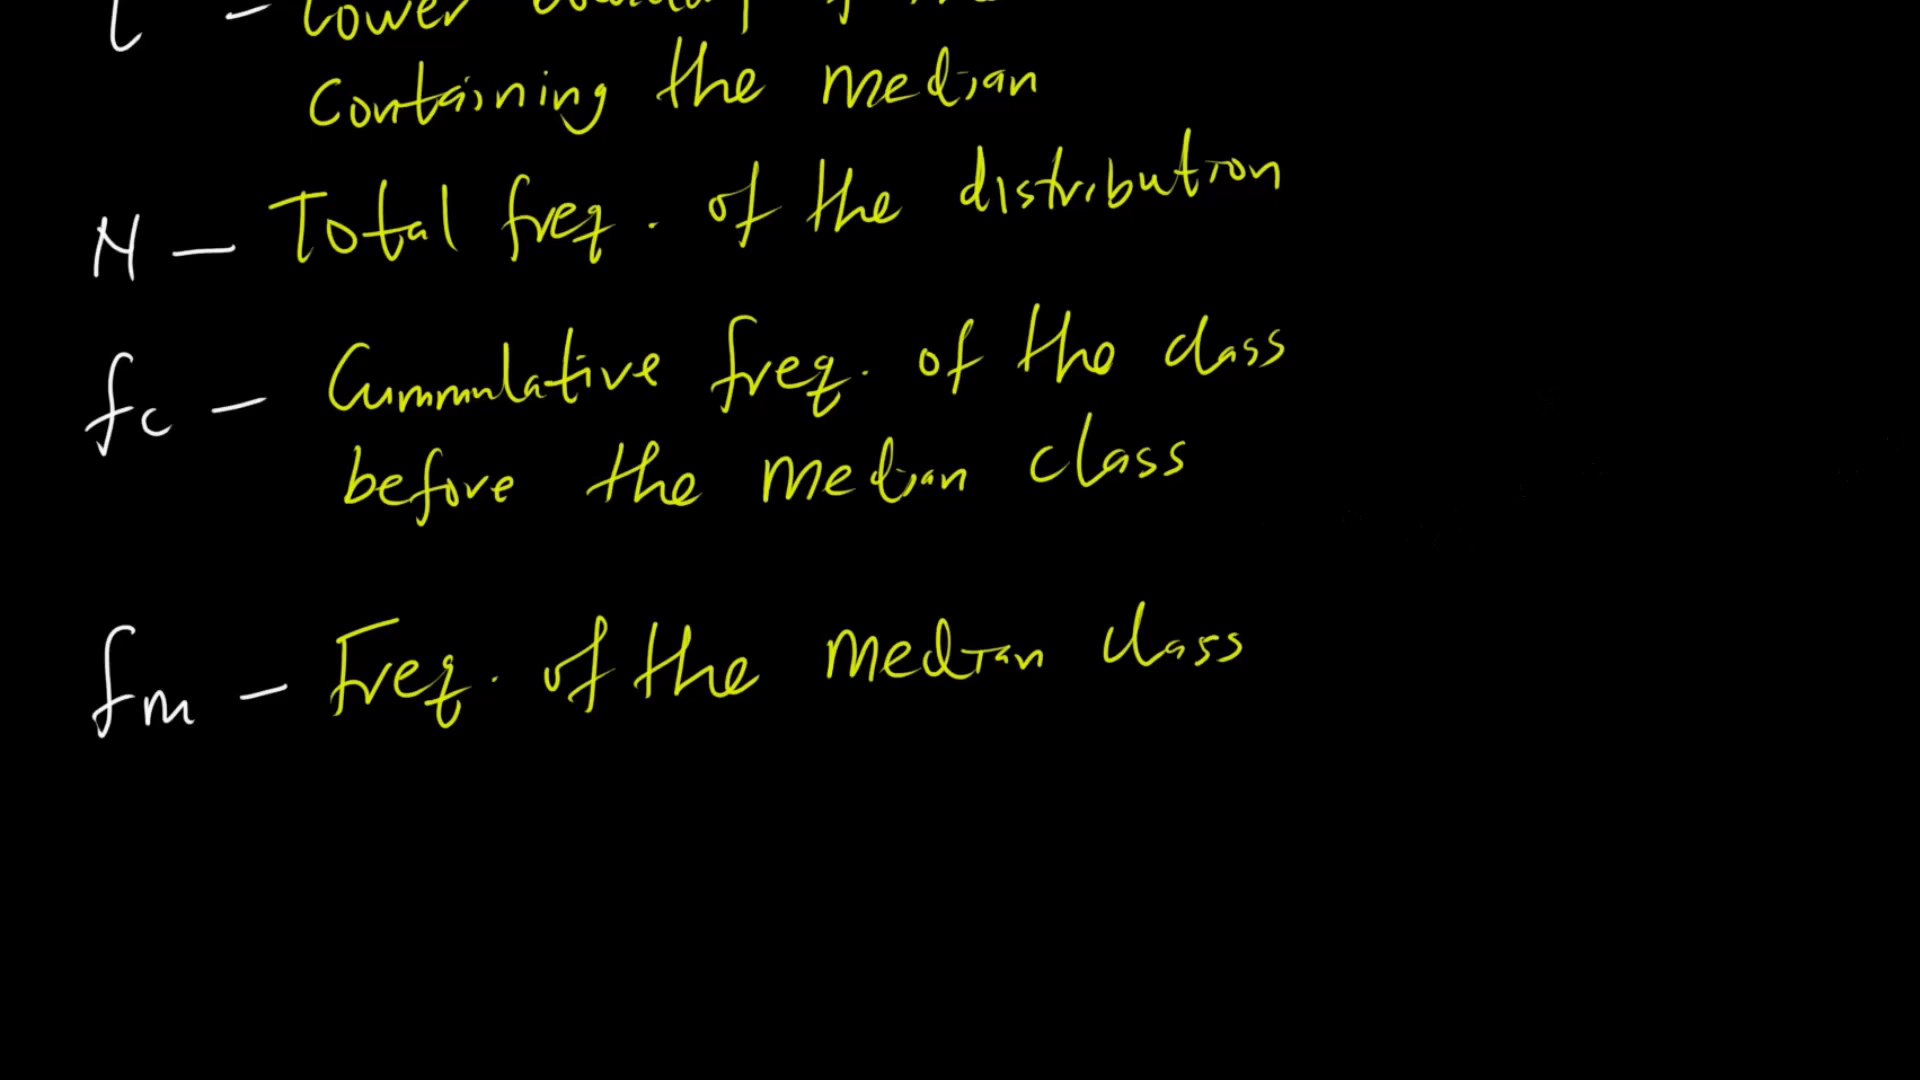 L - Lower
containing the median
N - Total freq. of the distribution
fc - Cummulative freq. of the class
before the median class
fm - Freq. of the median class